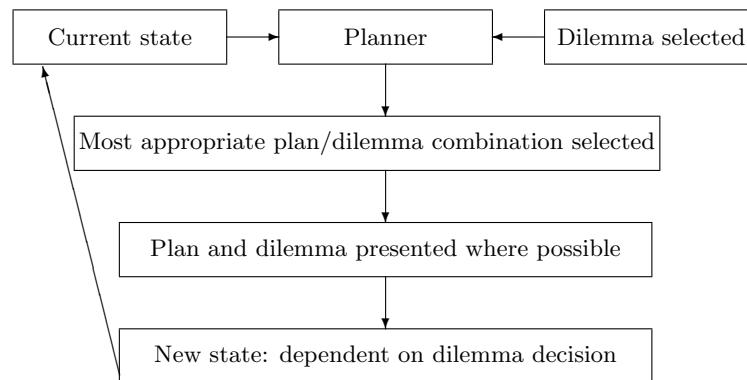 Current state
Planner
Dilemma selected
Most appropriate plan/dilemma combination selected
Plan and dilemma presented where possible
New state: dependent on dilemma decision